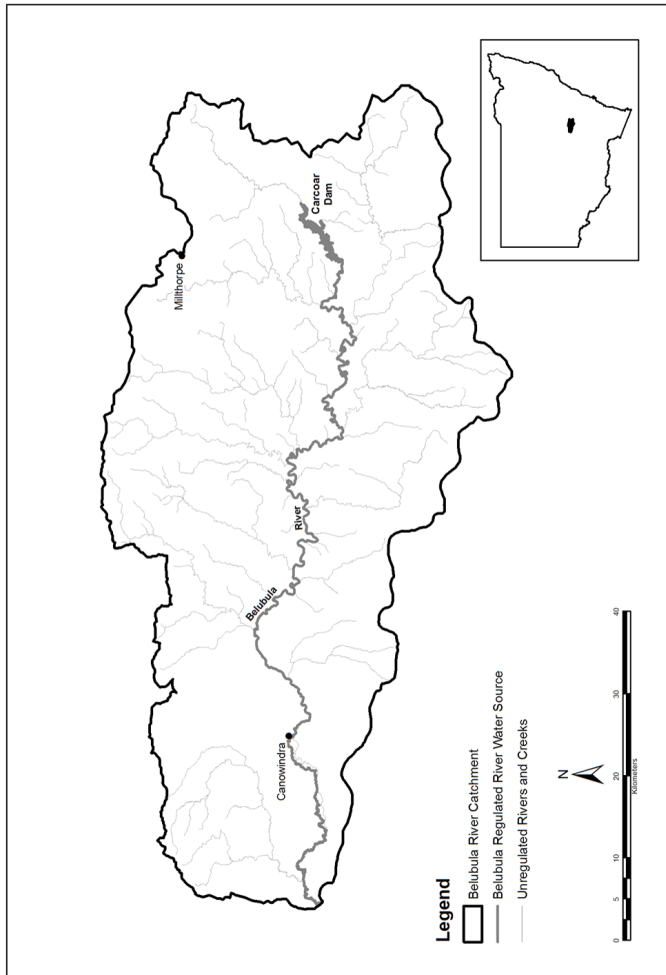 Millthorpe
Carcoar
Dam
River
Belubula
Canowindra
Legend
Belubula River Catchment
Belubula Regulated River Water Source
Unregulated Rivers and Creeks
N
0 5 10 20 30 40
Kilometers